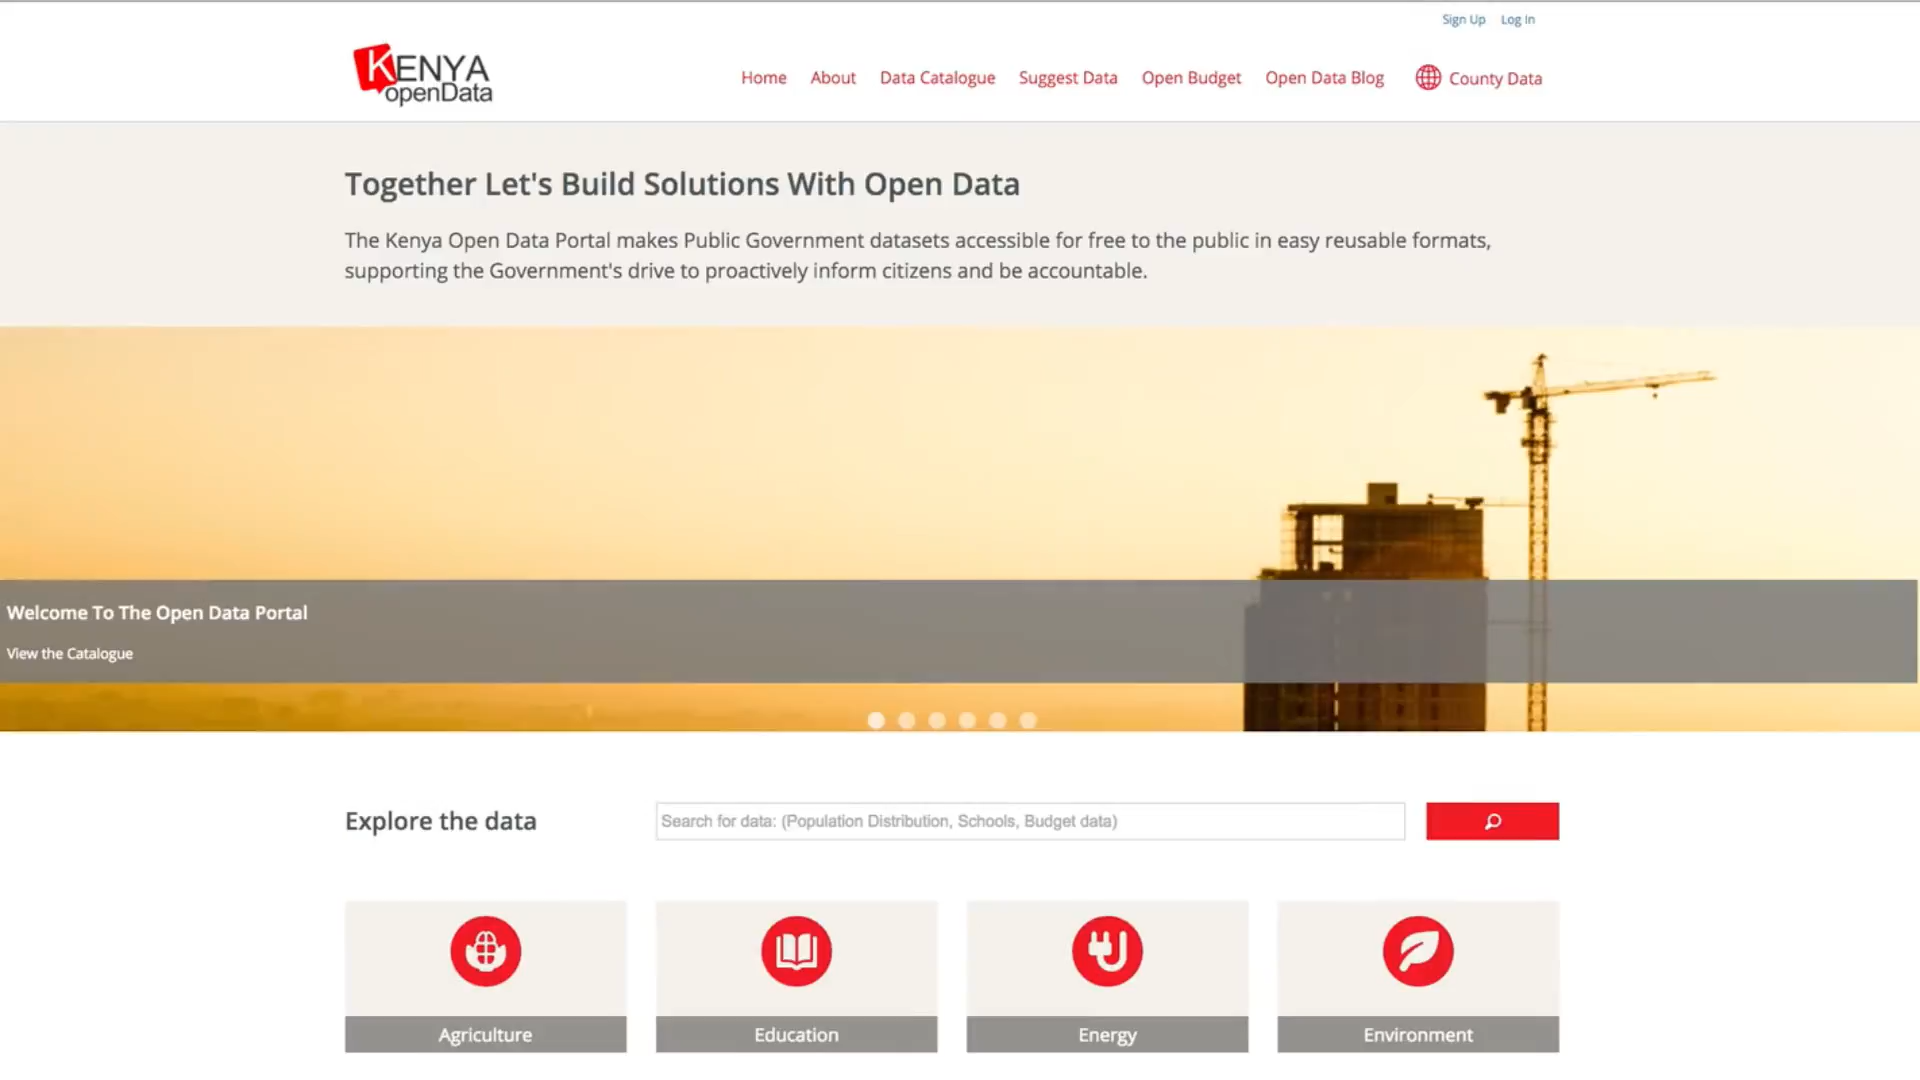 Sign Up Log In
KENYA
openData
Home About Data Catalogue Suggest Data Open Budget Open Data Blog County Data
Together Let's Build Solutions With Open Data
The Kenya Open Data Portal makes Public Government datasets accessible for free to the public in easy reusable formats,
supporting the Government's drive to proactively inform citizens and be accountable.
Welcome To The Open Data Portal
View the Catalogue
Explore the data
Search for data: (Population Distribution, Schools, Budget data)
Agriculture Education Energy Environment